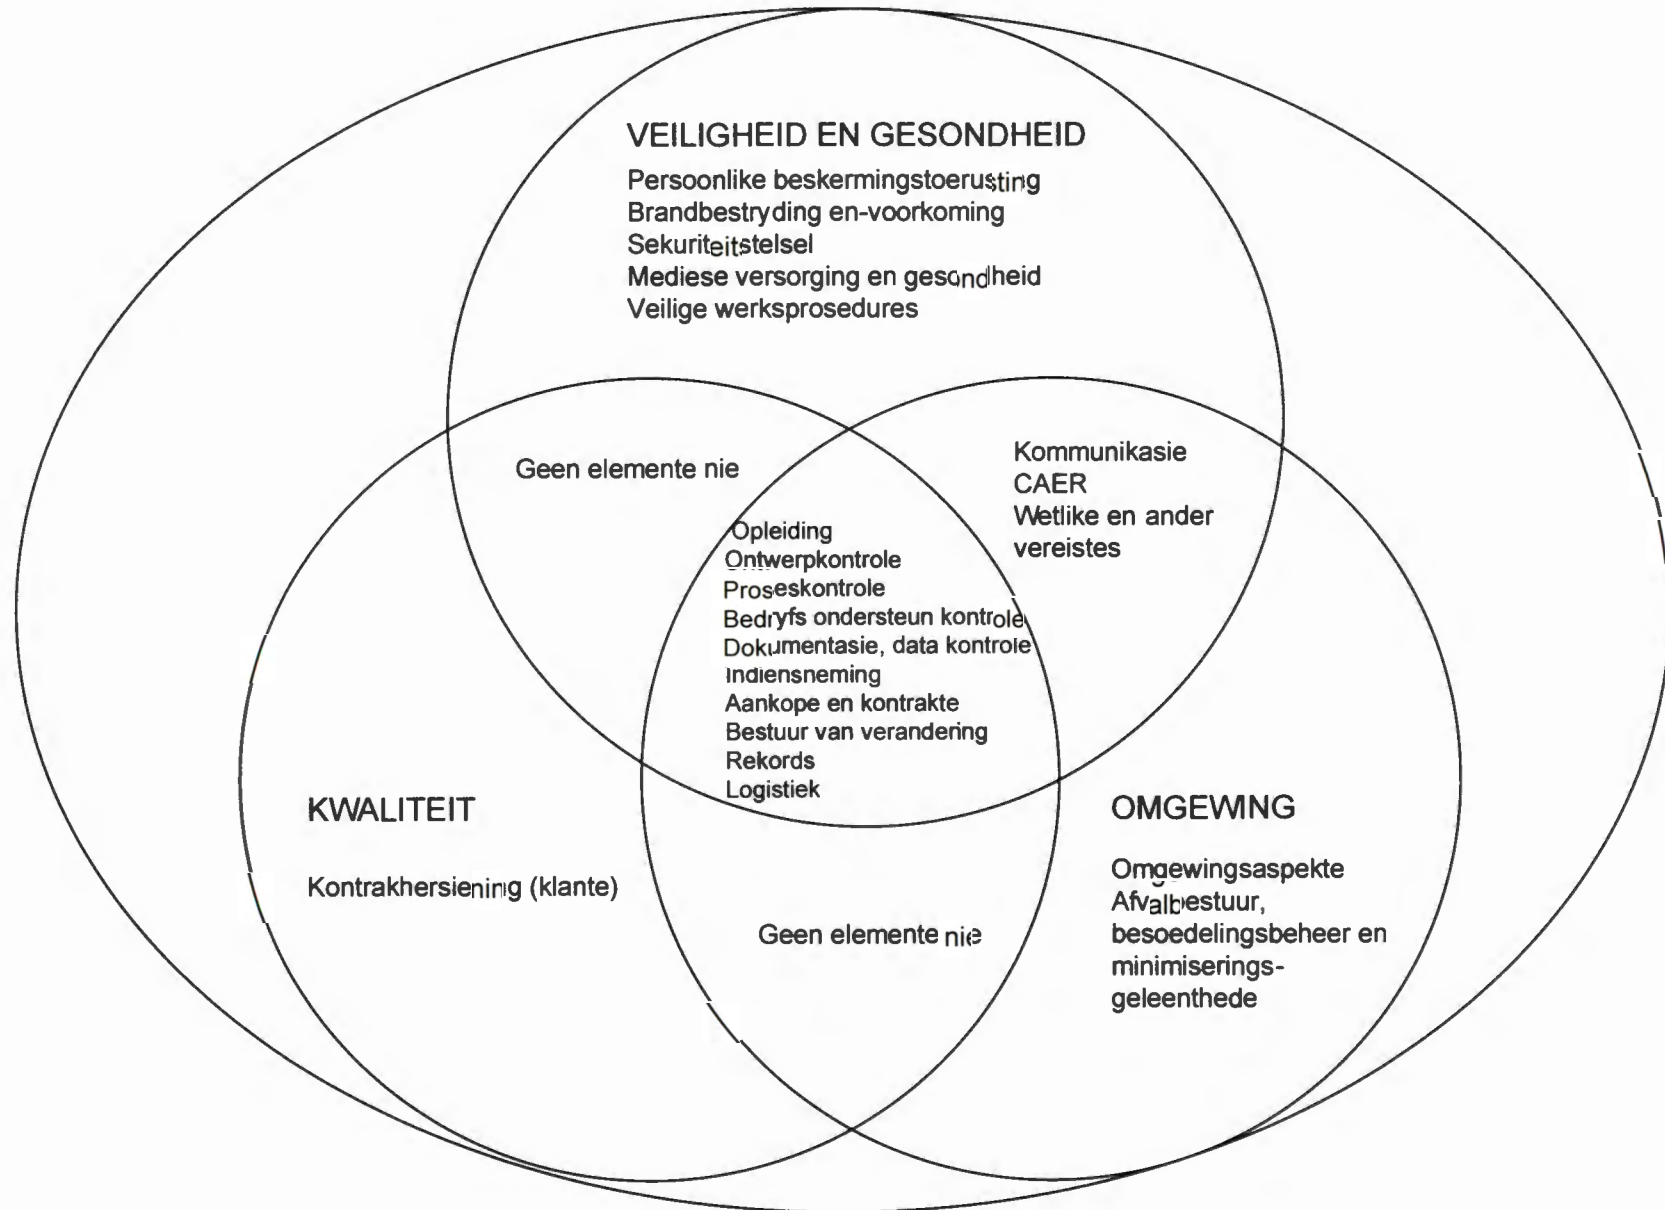 VEILIGHEID EN GESONDHEID
Persoonlike beskermingstoerusting
Brandbestryding en-voorkoming
Sekuriteitstelsel
Mediese versorging en gesondheid
Veilige werksprosedures
Geen elemente nie
Kommunikasie
CAER
Wetlike en ander
vereistes
Opleiding
Ontwerpkontrole
Proseskontrole
Bedryfs ondersteun kontrole
Dokumentasie, data kontrole
Indiensneming
Aankope en kontrakte
Bestuur van verandering
Rekords
Logistiek
KWALITEIT
Kontrakhersiening (klante)
Geen elemente nie
OMGEWING
Omgewingsaspekte
Afvalbestuur,
besoedelingsbeheer en
minimiserings-
geleenthede